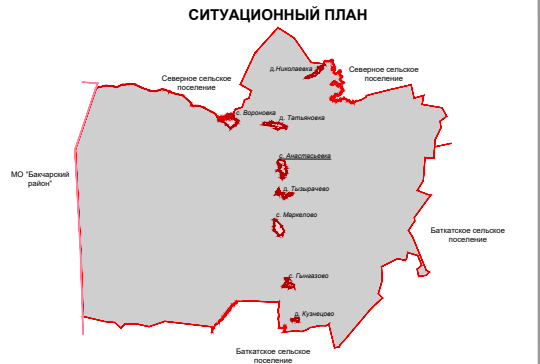 СИТУАЦИОННЫЙ ПЛАН
д.Николаевка
Северное сельское
поселение
Северное сельское
поселение
с. Вороновка
д. Татьяновка
с. Анастасьевка
МО "Бакчарский
район"
д. Тызырачево
с. Маркелово
Баткатское сельское
поселение
с. Гынгазово
д. Кузнецово
Баткатское сельское
поселение